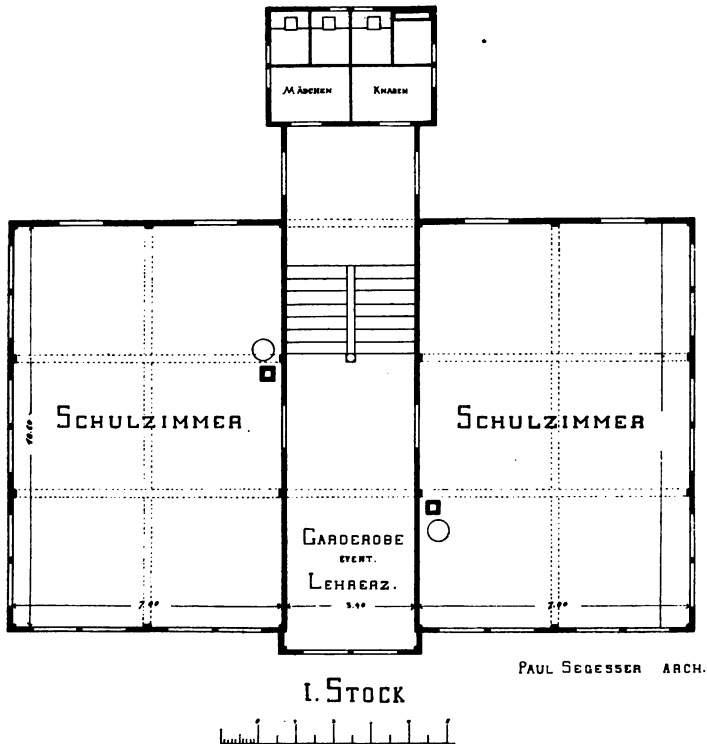 MÄDCHEN KNABEN
SCHULZIMMER SCHULZIMMER
GARDEROBE
EVENT.
LEHRERZ.
PAUL SEGESSER ARCH.
I. STOCK